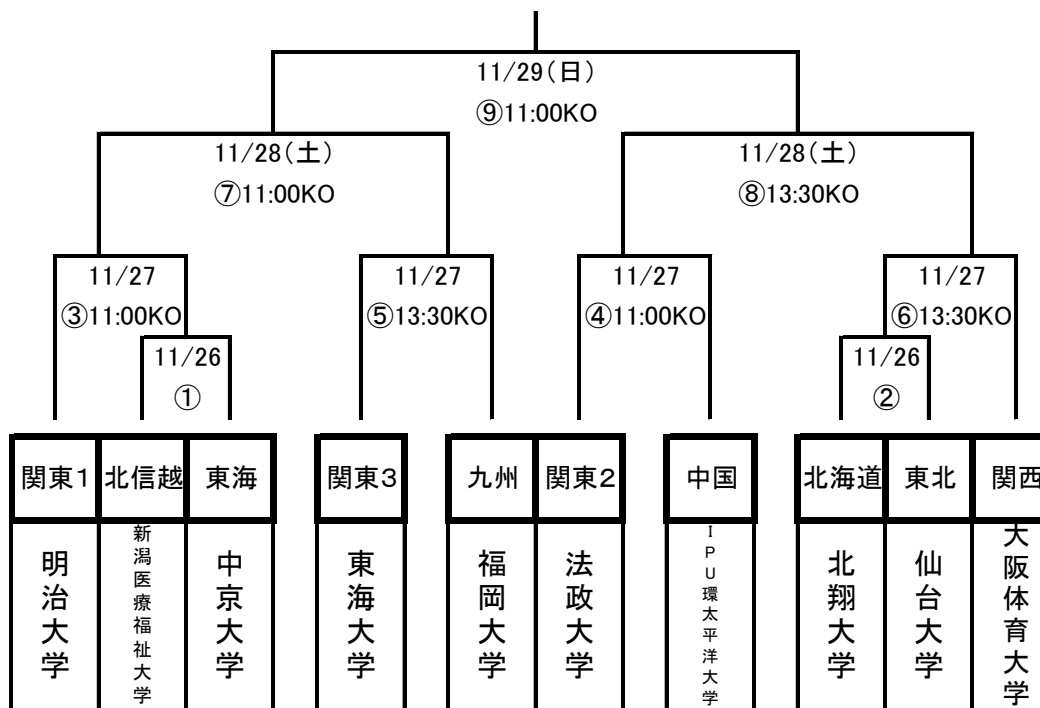 11/29(日)
⑨11:00KO
11/28(土)
⑦11:00KO
11/28(土)
⑧13:30KO
11/27
③11:00KO
11/27
⑤13:30KO
11/27
④11:00KO
11/27
⑥13:30KO
11/26
①
11/26
②
関東1
北信越
東海
関東3
九州
関東2
中国
北海道
東北
関西
明治大学
新潟医療福祉大学
中京大学
東海大学
福岡大学
法政大学
IPU環太平洋大学
北翔大学
仙台大学
大阪体育大学